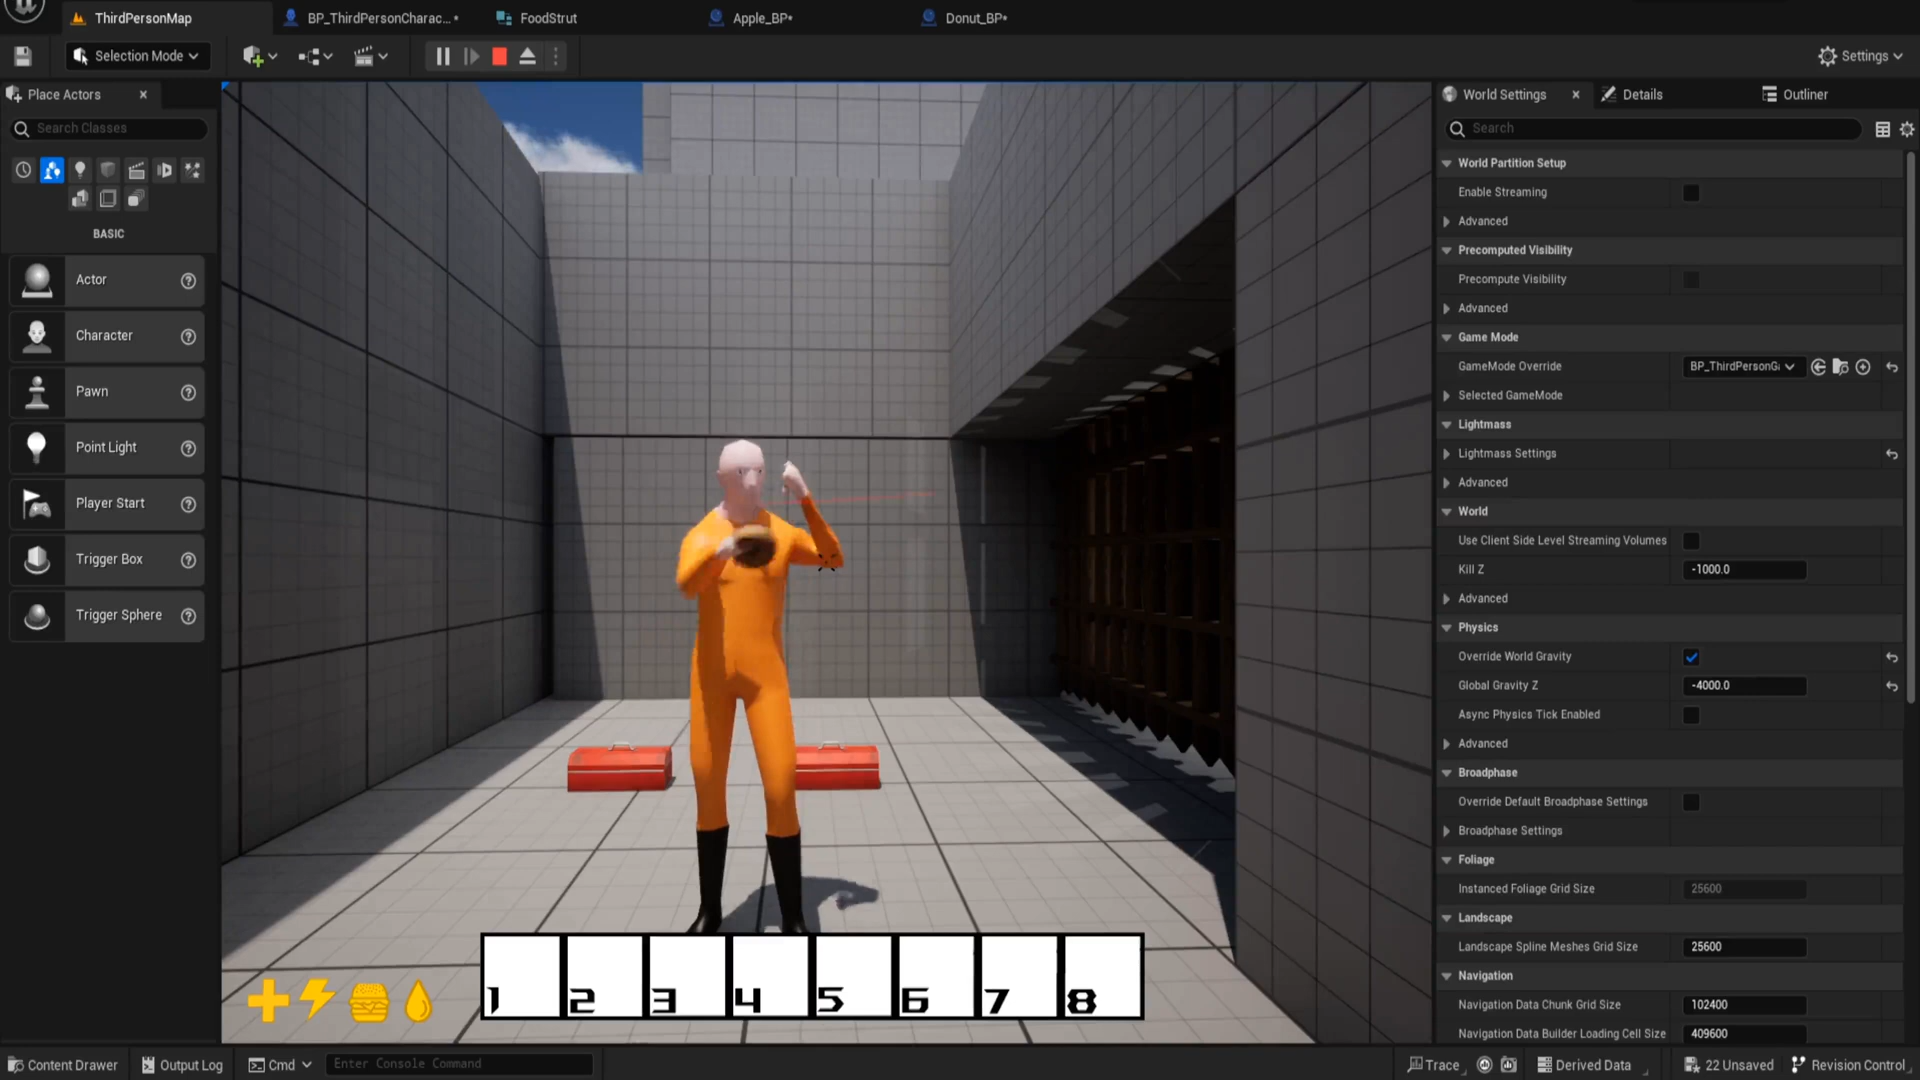 ThirdPersonMap
BP_ThirdPersonCharac... •
FoodStrut
Apple_BP•
Donut_BP•
Selection Mode
Settings
Place Actors
Search Classes
BASIC
Actor
Character
Pawn
Point Light
Player Start
Trigger Box
Trigger Sphere
1 2 3 4 5 6 7 8
World Settings
Details
Outliner
Search
World Partition Setup
Enable Streaming
Advanced
Precomputed Visibility
Precompute Visibility
Advanced
Game Mode
GameMode Override BP_ThirdPersonGa
Selected GameMode
Lightmass
Lightmass Settings
Advanced
World
Use Client Side Level Streaming Volumes
Kill Z -1000.0
Advanced
Physics
Override World Gravity
Global Gravity Z -4000.0
Async Physics Tick Enabled
Advanced
Broadphase
Override Default Broadphase Settings
Broadphase Settings
Foliage
Instanced Foliage Grid Size 25600
Landscape
Landscape Spline Meshes Grid Size 25600
Navigation
Navigation Data Chunk Grid Size 102400
Navigation Data Builder Loading Cell Size 409600
Content Drawer
Output Log
Cmd
Enter Console Command
Trace
Derived Data
22 Unsaved
Revision Control